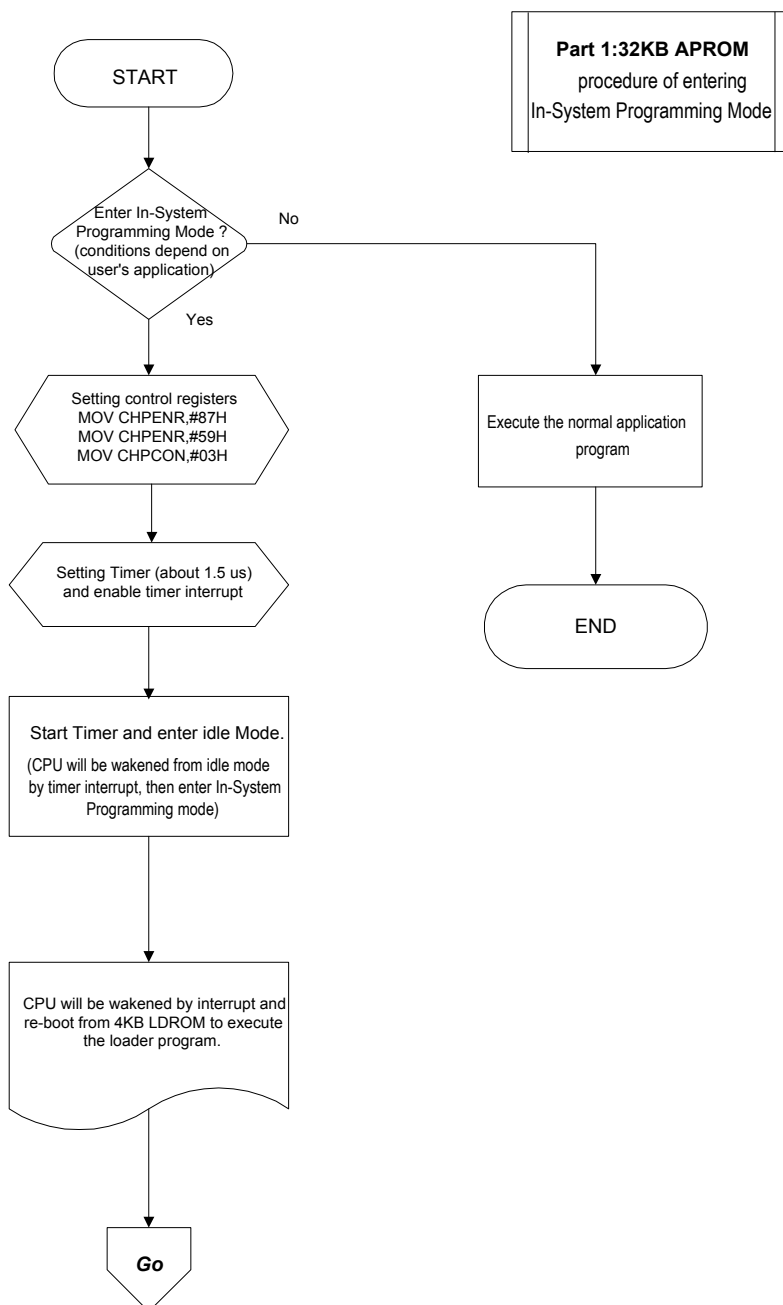 START
Part 1:32KB APROM
procedure of entering
In-System Programming Mode
Enter In-System
Programming Mode ?
(conditions depend on
user's application)
No
Yes
Setting control registers
MOV CHPENR,#87H
MOV CHPENR,#59H
MOV CHPCON,#03H
Execute the normal application
program
Setting Timer (about 1.5 us)
and enable timer interrupt
END
Start Timer and enter idle Mode.
(CPU will be wakened from idle mode
by timer interrupt, then enter In-System
Programming mode)
CPU will be wakened by interrupt and
re-boot from 4KB LDROM to execute
the loader program.
Go